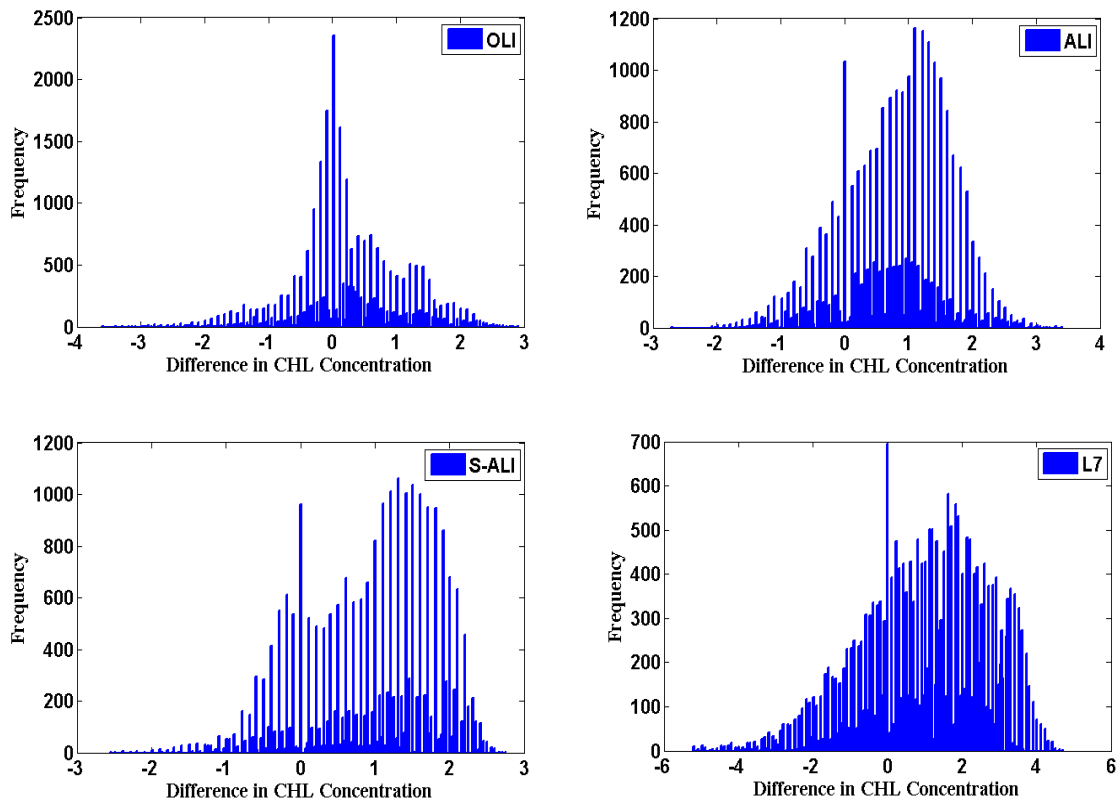 2500
2000
1500
1000
500
0
Frequency
OLI
-4 -3 -2 -1 0 1 2 3
Difference in CHL Concentration
1200
1000
800
600
400
200
0
Frequency
ALI
-3 -2 -1 0 1 2 3 4
Difference in CHL Concentration
1200
1000
800
600
400
200
0
Frequency
S-ALI
-3 -2 -1 0 1 2 3
Difference in CHL Concentration
700
600
500
400
300
200
100
0
Frequency
L7
-6 -4 -2 0 2 4 6
Difference in CHL Concentration